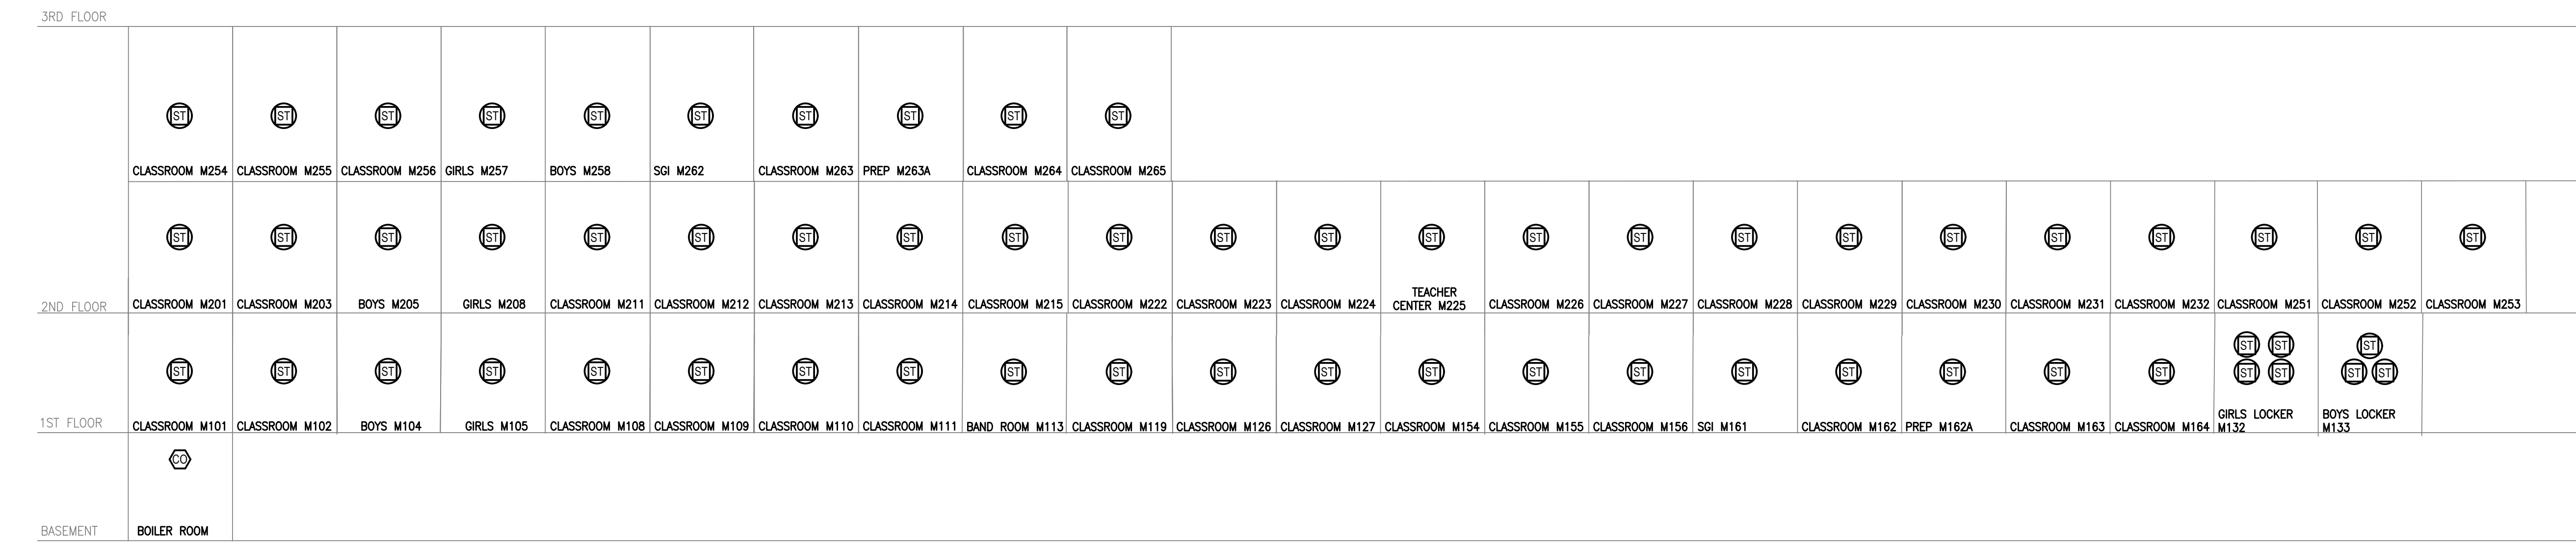 3RD FLOOR
ST ST ST ST ST ST ST ST ST ST
CLASSROOM M254 CLASSROOM M255 CLASSROOM M256 GIRLS M257 BOYS M258 SGI M262 CLASSROOM M263 PREP M263A CLASSROOM M264 CLASSROOM M265
ST ST ST ST ST ST ST ST ST ST ST ST ST ST ST ST ST ST ST ST ST ST ST
2ND FLOOR CLASSROOM M201 CLASSROOM M203 BOYS M205 GIRLS M208 CLASSROOM M211 CLASSROOM M212 CLASSROOM M213 CLASSROOM M214 CLASSROOM M215 CLASSROOM M222 CLASSROOM M223 CLASSROOM M224 TEACHER
CENTER M225 CLASSROOM M226 CLASSROOM M227 CLASSROOM M228 CLASSROOM M229 CLASSROOM M230 CLASSROOM M231 CLASSROOM M232 CLASSROOM M251 CLASSROOM M252 CLASSROOM M253
ST ST ST
ST ST ST ST ST ST ST ST ST ST ST ST ST ST ST ST ST ST ST ST ST ST ST ST
1ST FLOOR CLASSROOM M101 CLASSROOM M102 BOYS M104 GIRLS M105 CLASSROOM M108 CLASSROOM M109 CLASSROOM M110 CLASSROOM M111 BAND ROOM M113 CLASSROOM M119 CLASSROOM M126 CLASSROOM M127 CLASSROOM M154 CLASSROOM M155 CLASSROOM M156 SGI M161 CLASSROOM M162 PREP M162A CLASSROOM M163 CLASSROOM M164 GIRLS LOCKER
M132
BOYS LOCKER
M133
CO
BASEMENT BOILER ROOM